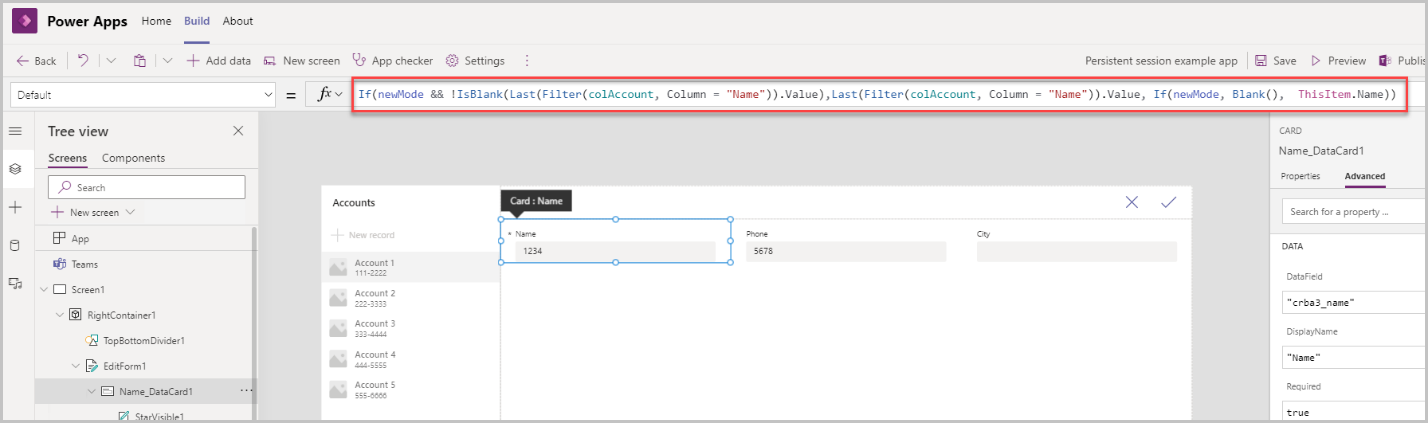 Power Apps Home Build About
Back Add data New screen App checker Settings Persistent session example app Save Preview Publis
Default = fx If(newMode && !IsBlank(Last(Filter(colAccount, Column = "Name")).Value),Last(Filter(colAccount, Column = "Name")).Value, If(newMode, Blank(),  ThisItem.Name))
Tree view
Screens Components
Search
New screen
App
Teams
Screen1
RightContainer1
TopBottomDivider1
EditForm1
Name_DataCard1 ...
StarVisible1
Accounts
New record
Account 1
111-2222
Account 2
222-3333
Account 3
333-4444
Account 4
444-5555
Account 5
555-6666
Card : Name
* Name Phone City
1234 5678
CARD
Name_DataCard1
Properties Advanced
Search for a property ...
DATA
DataField
"crba3_name"
DisplayName
"Name"
Required
true